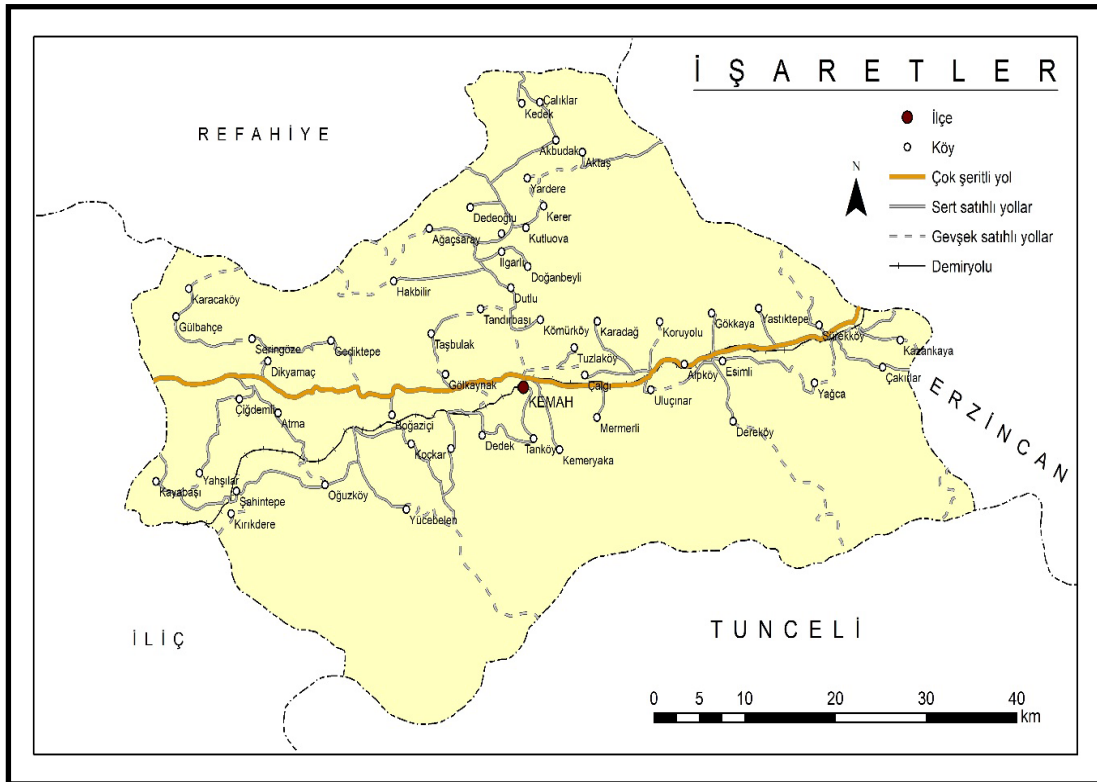 İŞARETLER
İlçe
Köy
Çok şeritli yol
Sert satıhlı yollar
Gevşek satıhlı yollar
Demiryolu
N
REFAHİYE
Çalıklar
Kedek
Akbudak
Aktaş
Yardere
Dedeoğlu
Kerer
Ağaçsaray
Kutluova
Ilgarlı
Doğanbeyli
Hakbilir
Dutlu
Karacaköy
Gülbahçe
Tandırbaşı
Kömürköy
Karadağ
Koruyolu
Gökkaya
Yastıktepe
Sürekköy
Kazankaya
Taşbulak
Seringöze
Gediktepe
Tuzlaköy
Dikyamaç
Gölkaynak
Çalgı
Alpköy
Esimli
Çakırlar
KEMAH
Uluçınar
Yağca
Çiğdemli
Atma
Boğaziçi
Mermerli
Dereköy
Koçkar
Dedek
Tanköy
Kemeryaka
ERZİNCAN
Kayabaşı
Yahşılar
Şahintepe
Oğuzköy
Kırıkdere
Yücebelen
İLİÇ
TUNCELİ
0 5 10 20 30 40
km